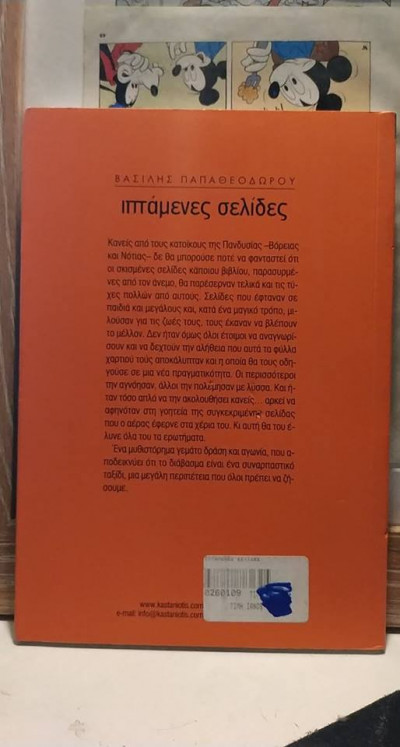 ΒΑΣΙΛΗΣ ΠΑΠΑΘΕΟΔΩΡΟΥ
ιπτάμενες σελίδες
Κανείς από τους κατοίκους της Πανδυσίας –Βόρειας
και Νότιας– δε θα μπορούσε ποτέ να φανταστεί ότι
οι σκισμένες σελίδες κάποιου βιβλίου, παρασυρμέ-
νες από τον άνεμο, θα παρέσερναν τελικά και τις τύ-
χες πολλών από αυτούς. Σελίδες που έφταναν σε
παιδιά και μεγάλους και, κατά ένα μαγικό τρόπο, μι-
λούσαν για τις ζωές τους, τους έκαναν να βλέπουν
το μέλλον. Δεν ήταν όμως όλοι έτοιμοι να αναγνωρί-
σουν και να δεχτούν την αλήθεια που αυτά τα φύλλα
χαρτιού τούς αποκάλυπταν και η οποία θα τους οδη-
γούσε σε μια νέα πραγματικότητα. Οι περισσότεροι
την αγνόησαν, άλλοι την πολέμησαν με λύσσα. Και ή-
ταν τόσο απλό να την ακολουθήσει κανείς... αρκεί να
αφηνόταν στη γοητεία της συγκεκριμένης σελίδας
που ο αέρας έφερνε στα χέρια του. Κι αυτή θα του έ-
λυνε όλα του τα ερωτήματα.
Ένα μυθιστόρημα γεμάτο δράση και αγωνία, που α-
ποδεικνύει ότι το διάβασμα είναι ένα συναρπαστικό
ταξίδι, μια μεγάλη περιπέτεια που όλοι πρέπει να ζή-
σουμε.
www.kastaniotis.com
e-mail: info@kastaniotis.com
0260109